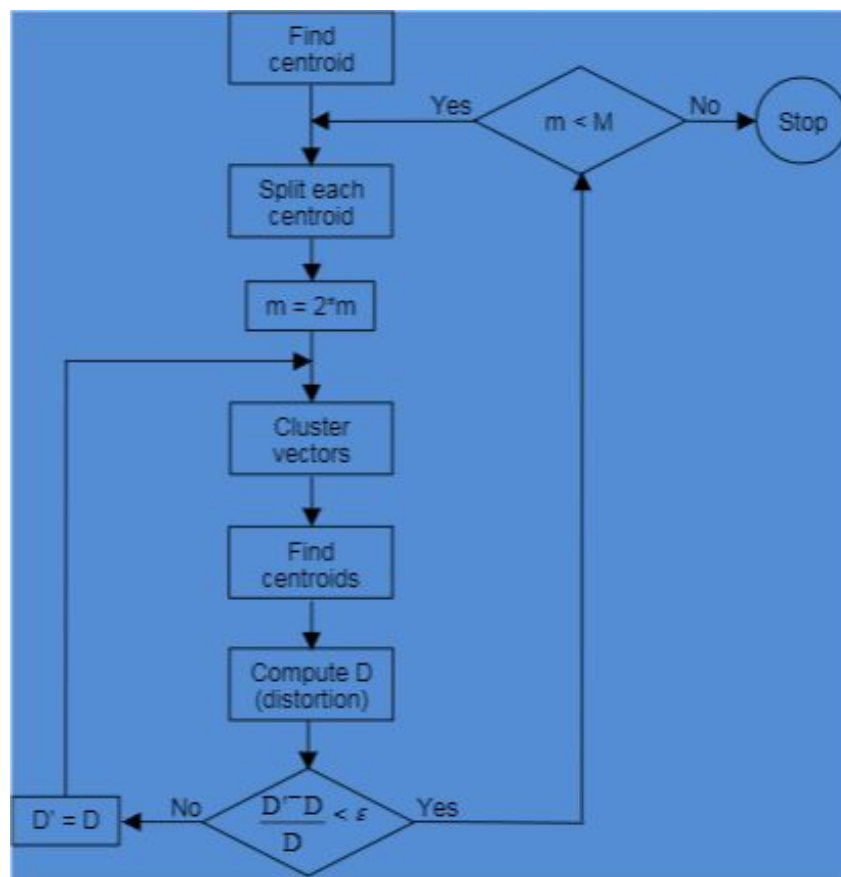 Find
centroid
Yes
m < M
No
Stop
Split each
centroid
m = 2*m
Cluster
vectors
Find
centroids
Compute D
(distortion)
D' = D
No
D'⁻D
D
< ε
Yes